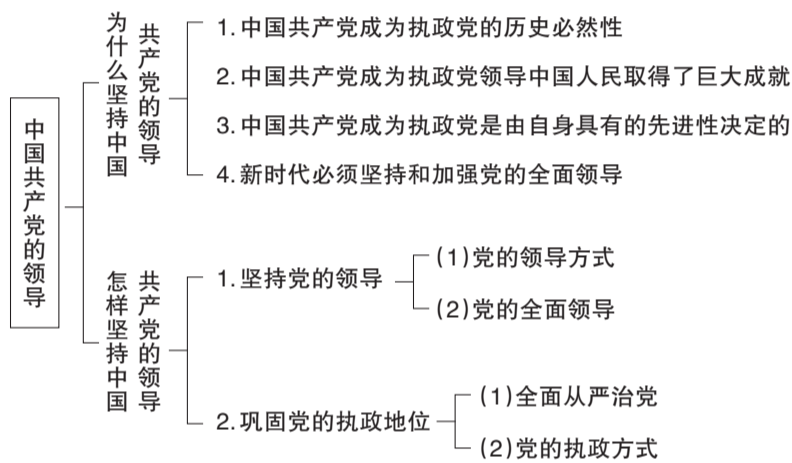 中国共产党的领导
为什么坚持中国
共产党的领导
1.中国共产党成为执政党的历史必然性
2.中国共产党成为执政党领导中国人民取得了巨大成就
3.中国共产党成为执政党是由自身具有的先进性决定的
4.新时代必须坚持和加强党的全面领导
怎样坚持中国
共产党的领导
1.坚持党的领导
(1)党的领导方式
(2)党的全面领导
2.巩固党的执政地位
(1)全面从严治党
(2)党的执政方式